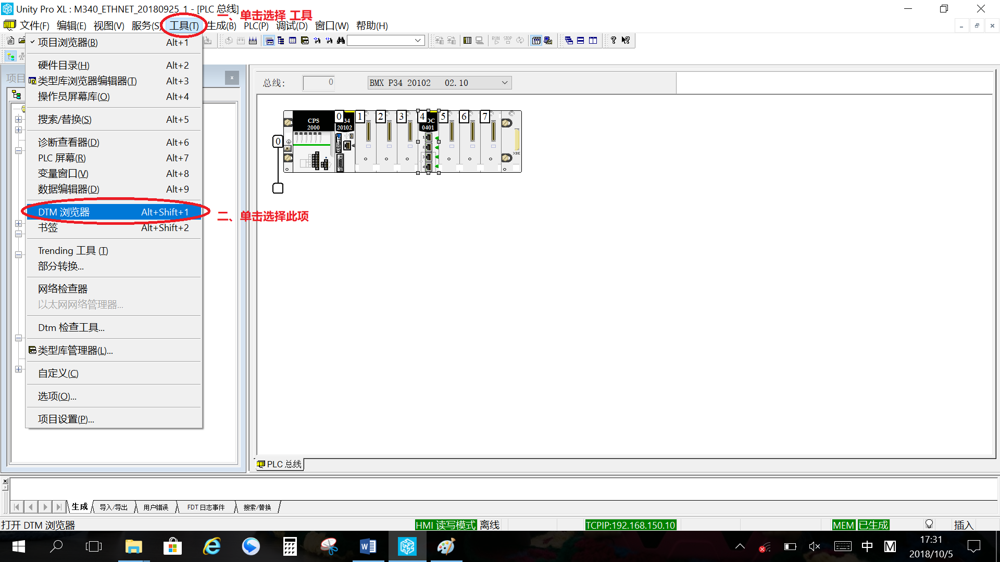 Unity Pro XL : M340_ETHNET_20180925_1 - [PLC 总线]
一、单击选择 工具
文件(F) 编辑(E) 视图(V) 服务(S) 工具(T) 生成(B) PLC(P) 调试(D) 窗口(W) 帮助(H)
RUN STOP
项目浏览器(B) Alt+1
硬件目录(H) Alt+2
类型库浏览器编辑器(T) Alt+3
操作员屏幕库(O) Alt+4
搜索/替换(S) Alt+5
诊断查看器(D) Alt+6
PLC 屏幕(R) Alt+7
变量窗口(V) Alt+8
数据编辑器(D) Alt+9
DTM 浏览器 Alt+Shift+1
二、单击选择此项
书签 Alt+Shift+2
Trending 工具 (T)
部分转换...
网络检查器
以太网网络管理器...
Dtm 检查工具...
类型库管理器(L)...
自定义(C)
选项(O)...
项目设置(P)...
项目
总线: 0 BMX P34 20102 02.10
0 1 2 3 4 5 6 7
CPS 34 OC
2000 20102 0401
0
1
2
3
4
XBE
PLC 总线
生成 导入/导出 用户错误 FDT 日志事件 搜索/替换
打开 DTM 浏览器 HMI 读写模式 离线 TCPIP:192.168.150.10 MEM 已生成 插入
中 M 17:31
2018/10/5